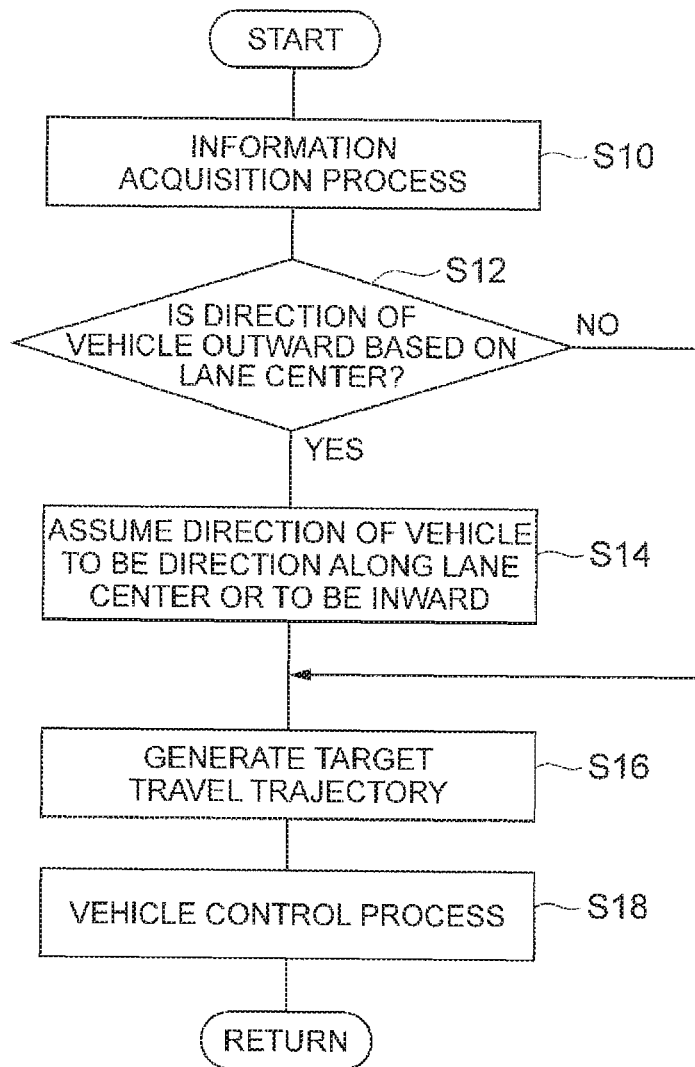 START
INFORMATION
ACQUISITION PROCESS
S10
S12
IS DIRECTION OF
VEHICLE OUTWARD BASED ON
LANE CENTER?
NO
YES
ASSUME DIRECTION OF VEHICLE
TO BE DIRECTION ALONG LANE
CENTER OR TO BE INWARD
S14
GENERATE TARGET
TRAVEL TRAJECTORY
S16
VEHICLE CONTROL PROCESS
S18
RETURN